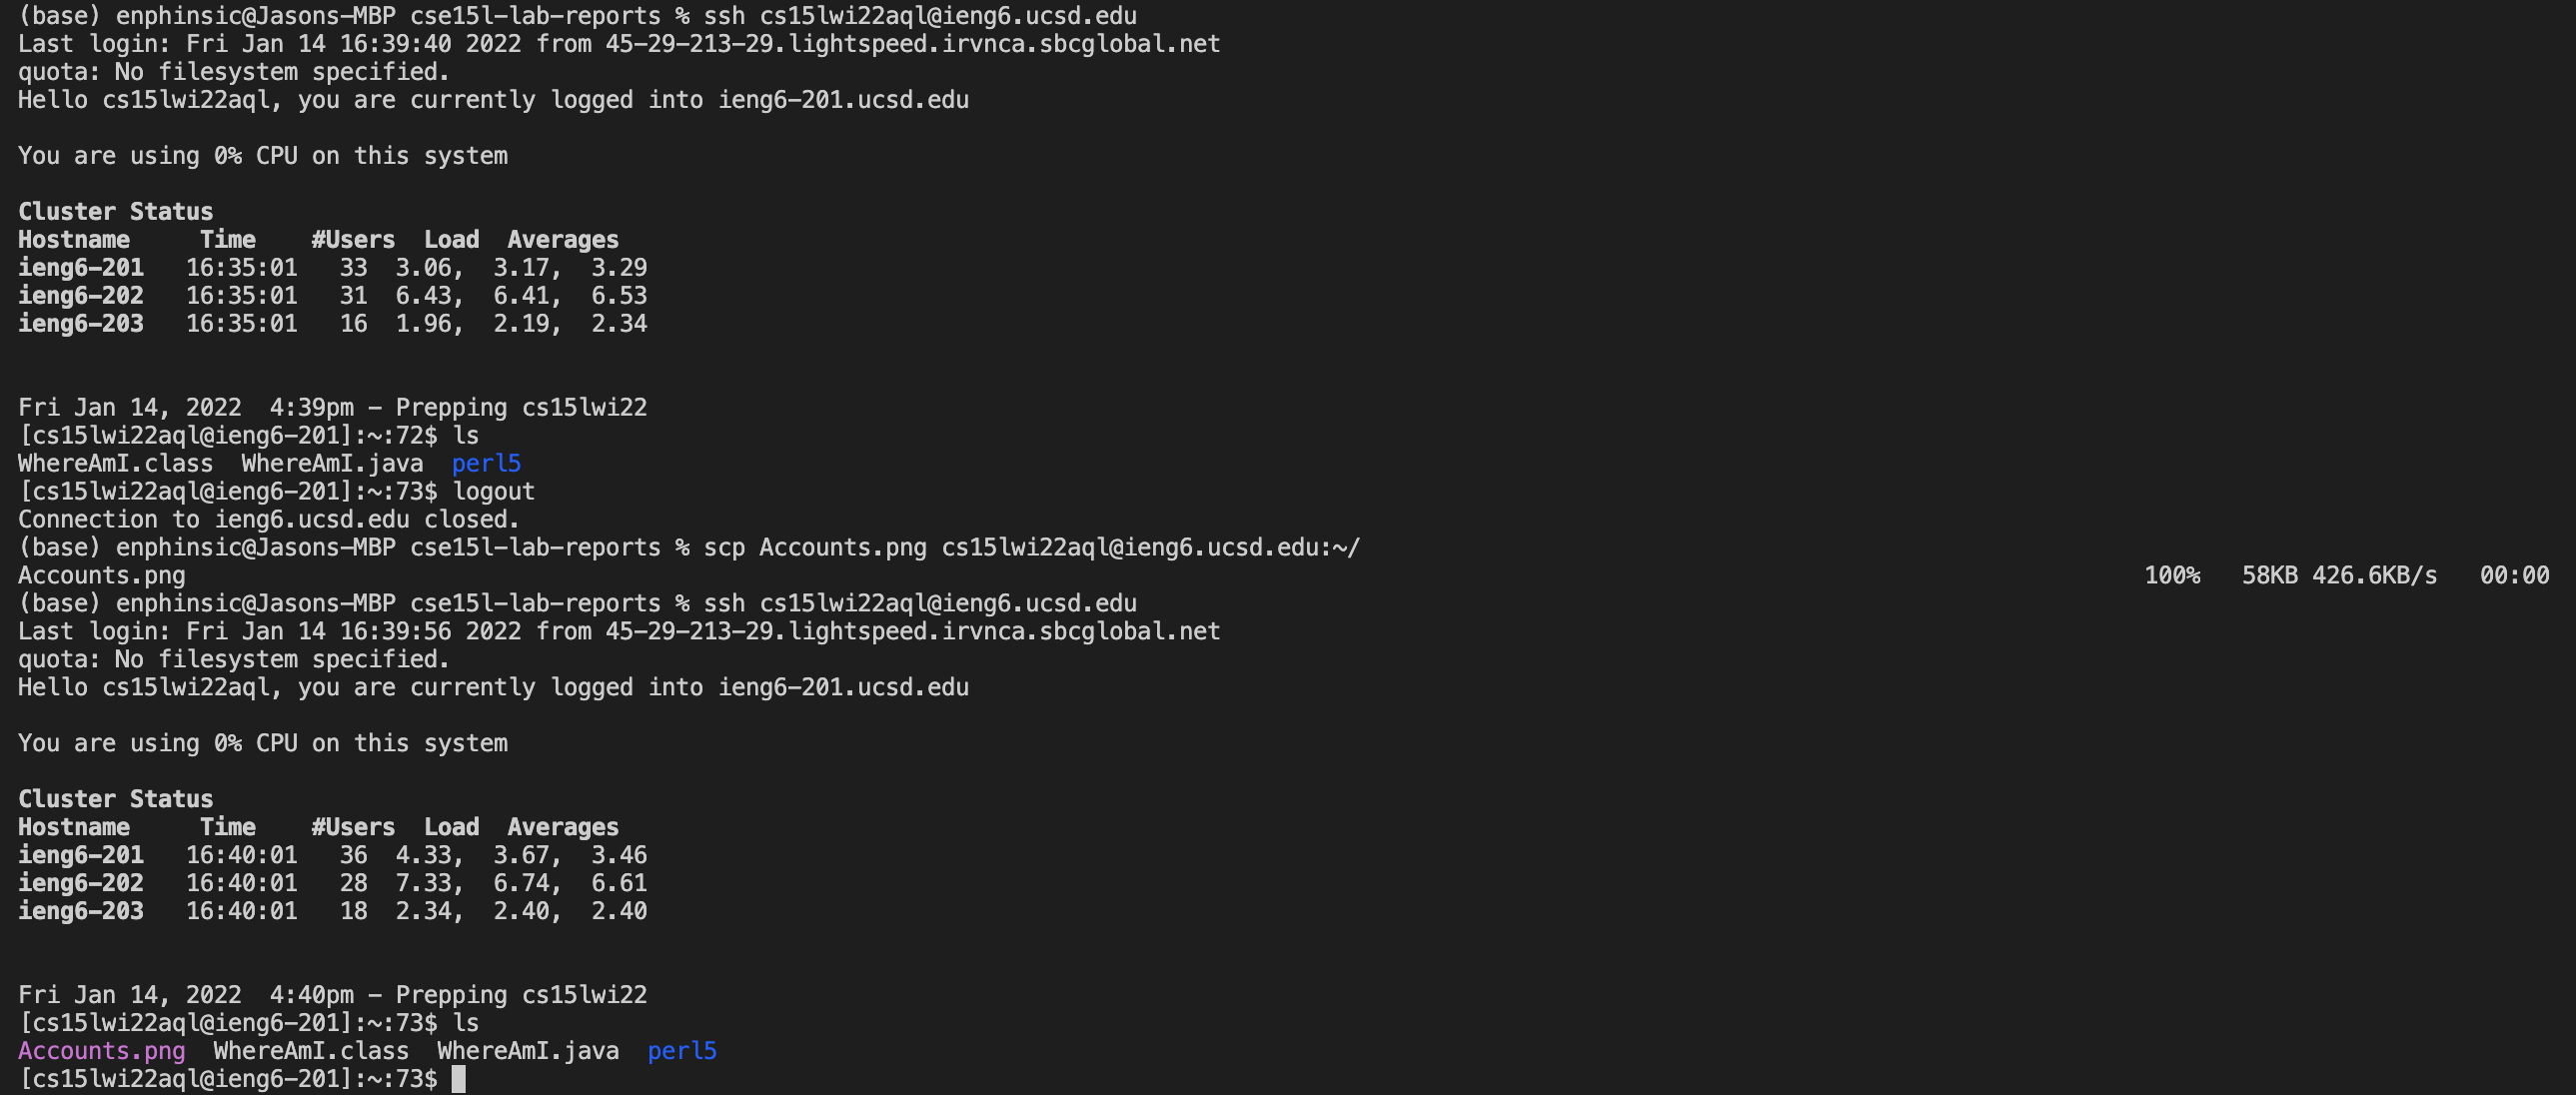 (base) enphinsic@Jasons-MBP cse15l-lab-reports % ssh cs15lwi22aql@ieng6.ucsd.edu
Last login: Fri Jan 14 16:39:40 2022 from 45-29-213-29.lightspeed.irvnca.sbcglobal.net
quota: No filesystem specified.
Hello cs15lwi22aql, you are currently logged into ieng6-201.ucsd.edu
You are using 0% CPU on this system
Cluster Status
Hostname     Time    #Users  Load  Averages
ieng6-201   16:35:01   33  3.06,  3.17,  3.29
ieng6-202   16:35:01   31  6.43,  6.41,  6.53
ieng6-203   16:35:01   16  1.96,  2.19,  2.34
Fri Jan 14, 2022  4:39pm - Prepping cs15lwi22
[cs15lwi22aql@ieng6-201]:~:72$ ls
WhereAmI.class  WhereAmI.java  perl5
[cs15lwi22aql@ieng6-201]:~:73$ logout
Connection to ieng6.ucsd.edu closed.
(base) enphinsic@Jasons-MBP cse15l-lab-reports % scp Accounts.png cs15lwi22aql@ieng6.ucsd.edu:~/
Accounts.png 100%   58KB 426.6KB/s   00:00
(base) enphinsic@Jasons-MBP cse15l-lab-reports % ssh cs15lwi22aql@ieng6.ucsd.edu
Last login: Fri Jan 14 16:39:56 2022 from 45-29-213-29.lightspeed.irvnca.sbcglobal.net
quota: No filesystem specified.
Hello cs15lwi22aql, you are currently logged into ieng6-201.ucsd.edu
You are using 0% CPU on this system
Cluster Status
Hostname     Time    #Users  Load  Averages
ieng6-201   16:40:01   36  4.33,  3.67,  3.46
ieng6-202   16:40:01   28  7.33,  6.74,  6.61
ieng6-203   16:40:01   18  2.34,  2.40,  2.40
Fri Jan 14, 2022  4:40pm - Prepping cs15lwi22
[cs15lwi22aql@ieng6-201]:~:73$ ls
Accounts.png  WhereAmI.class  WhereAmI.java  perl5
[cs15lwi22aql@ieng6-201]:~:73$